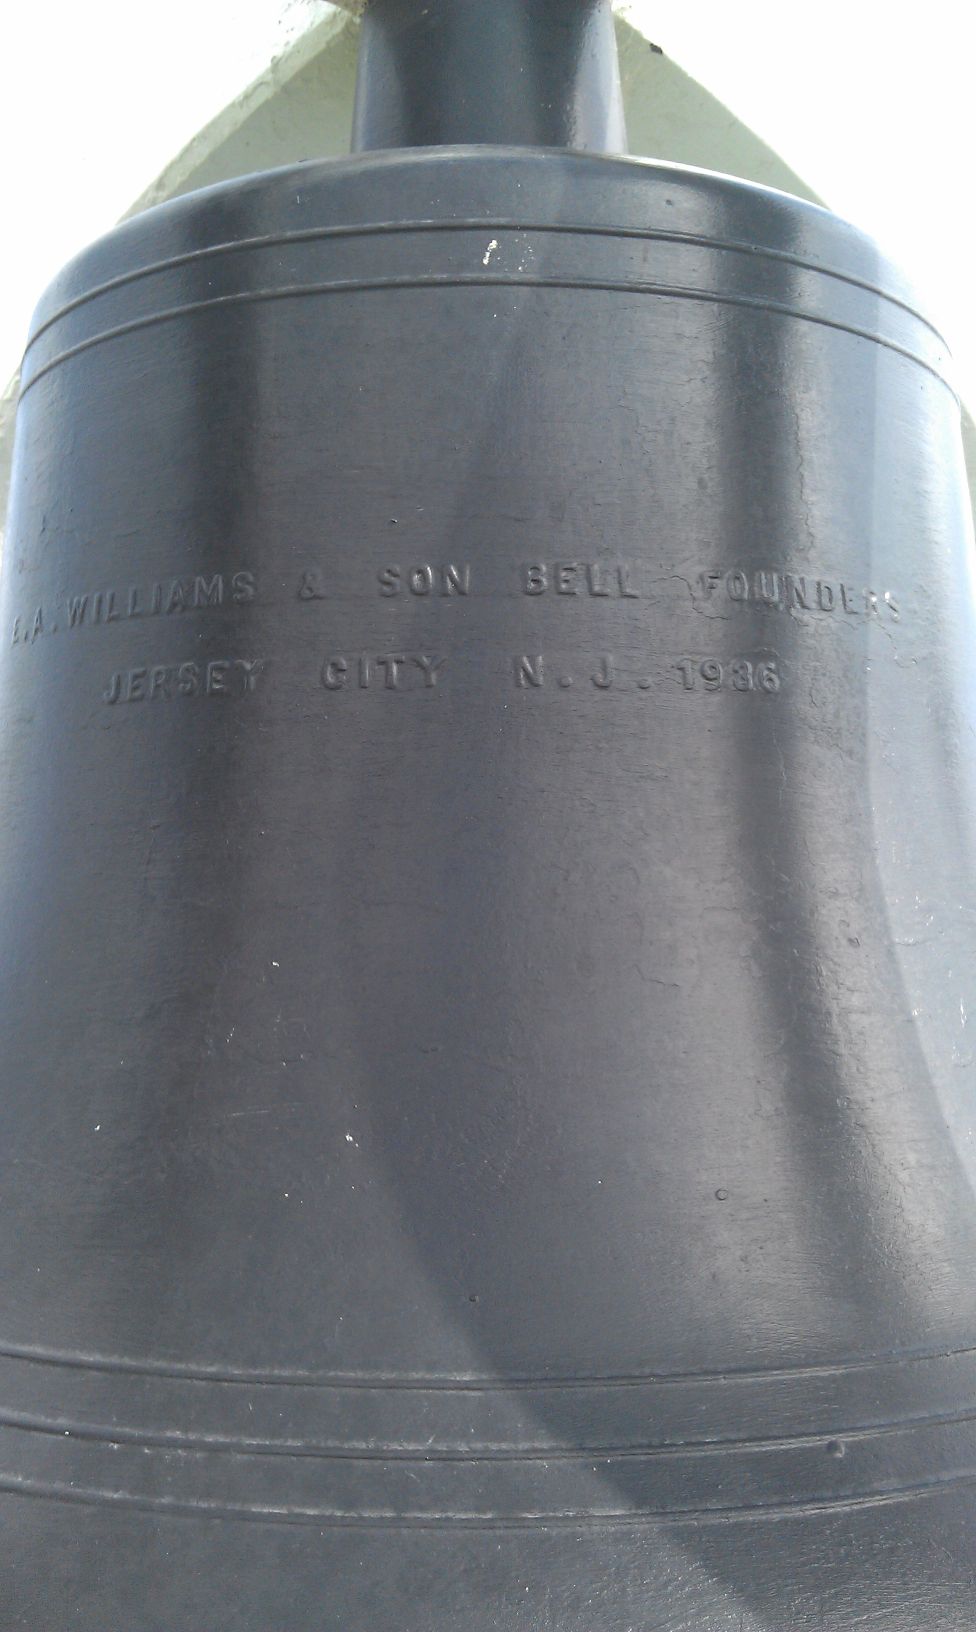 E.A.WILLIAMS & SON BELL FOUNDERS
JERSEY CITY N.J. 1936